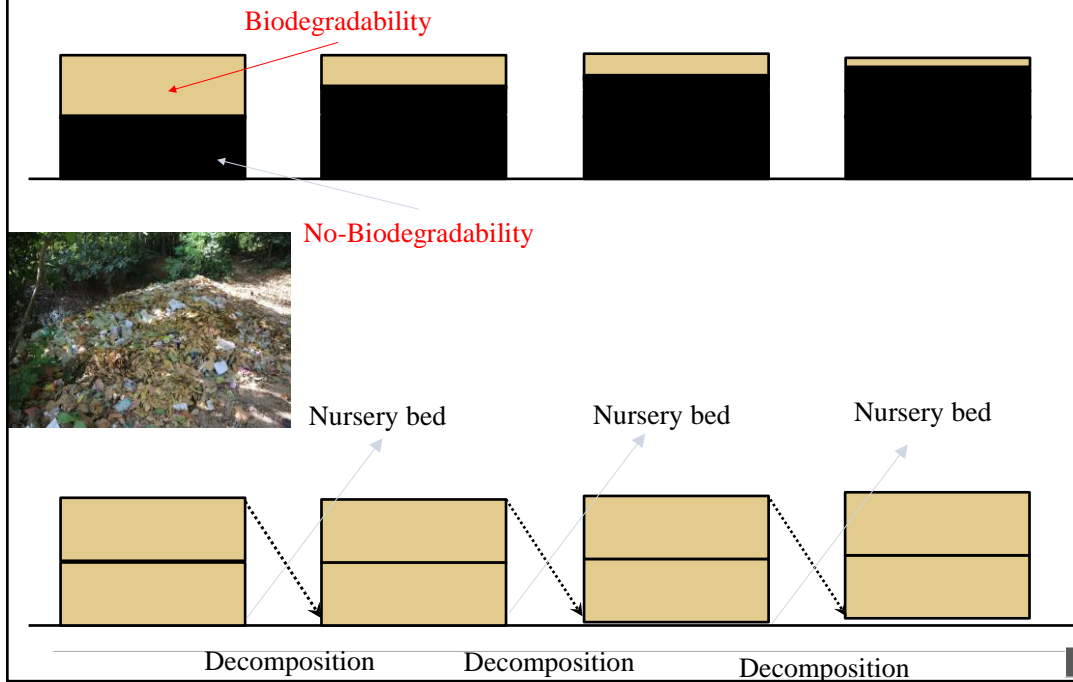 Biodegradability
No-Biodegradability
Nursery bed
Nursery bed
Nursery bed
Decomposition
Decomposition
Decomposition